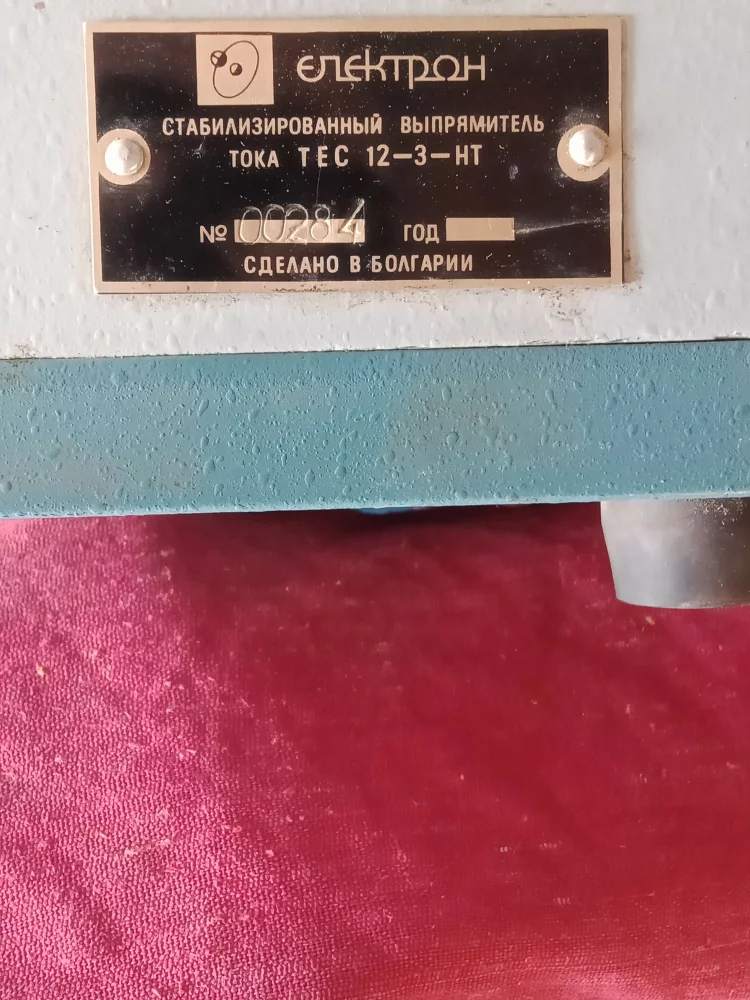 електрон
СТАБИЛИЗИРОВАННЫЙ ВЫПРЯМИТЕЛЬ
ТОКА ТЕС 12-3-НТ
№ 00284 ГОД
СДЕЛАНО В БОЛГАРИИ